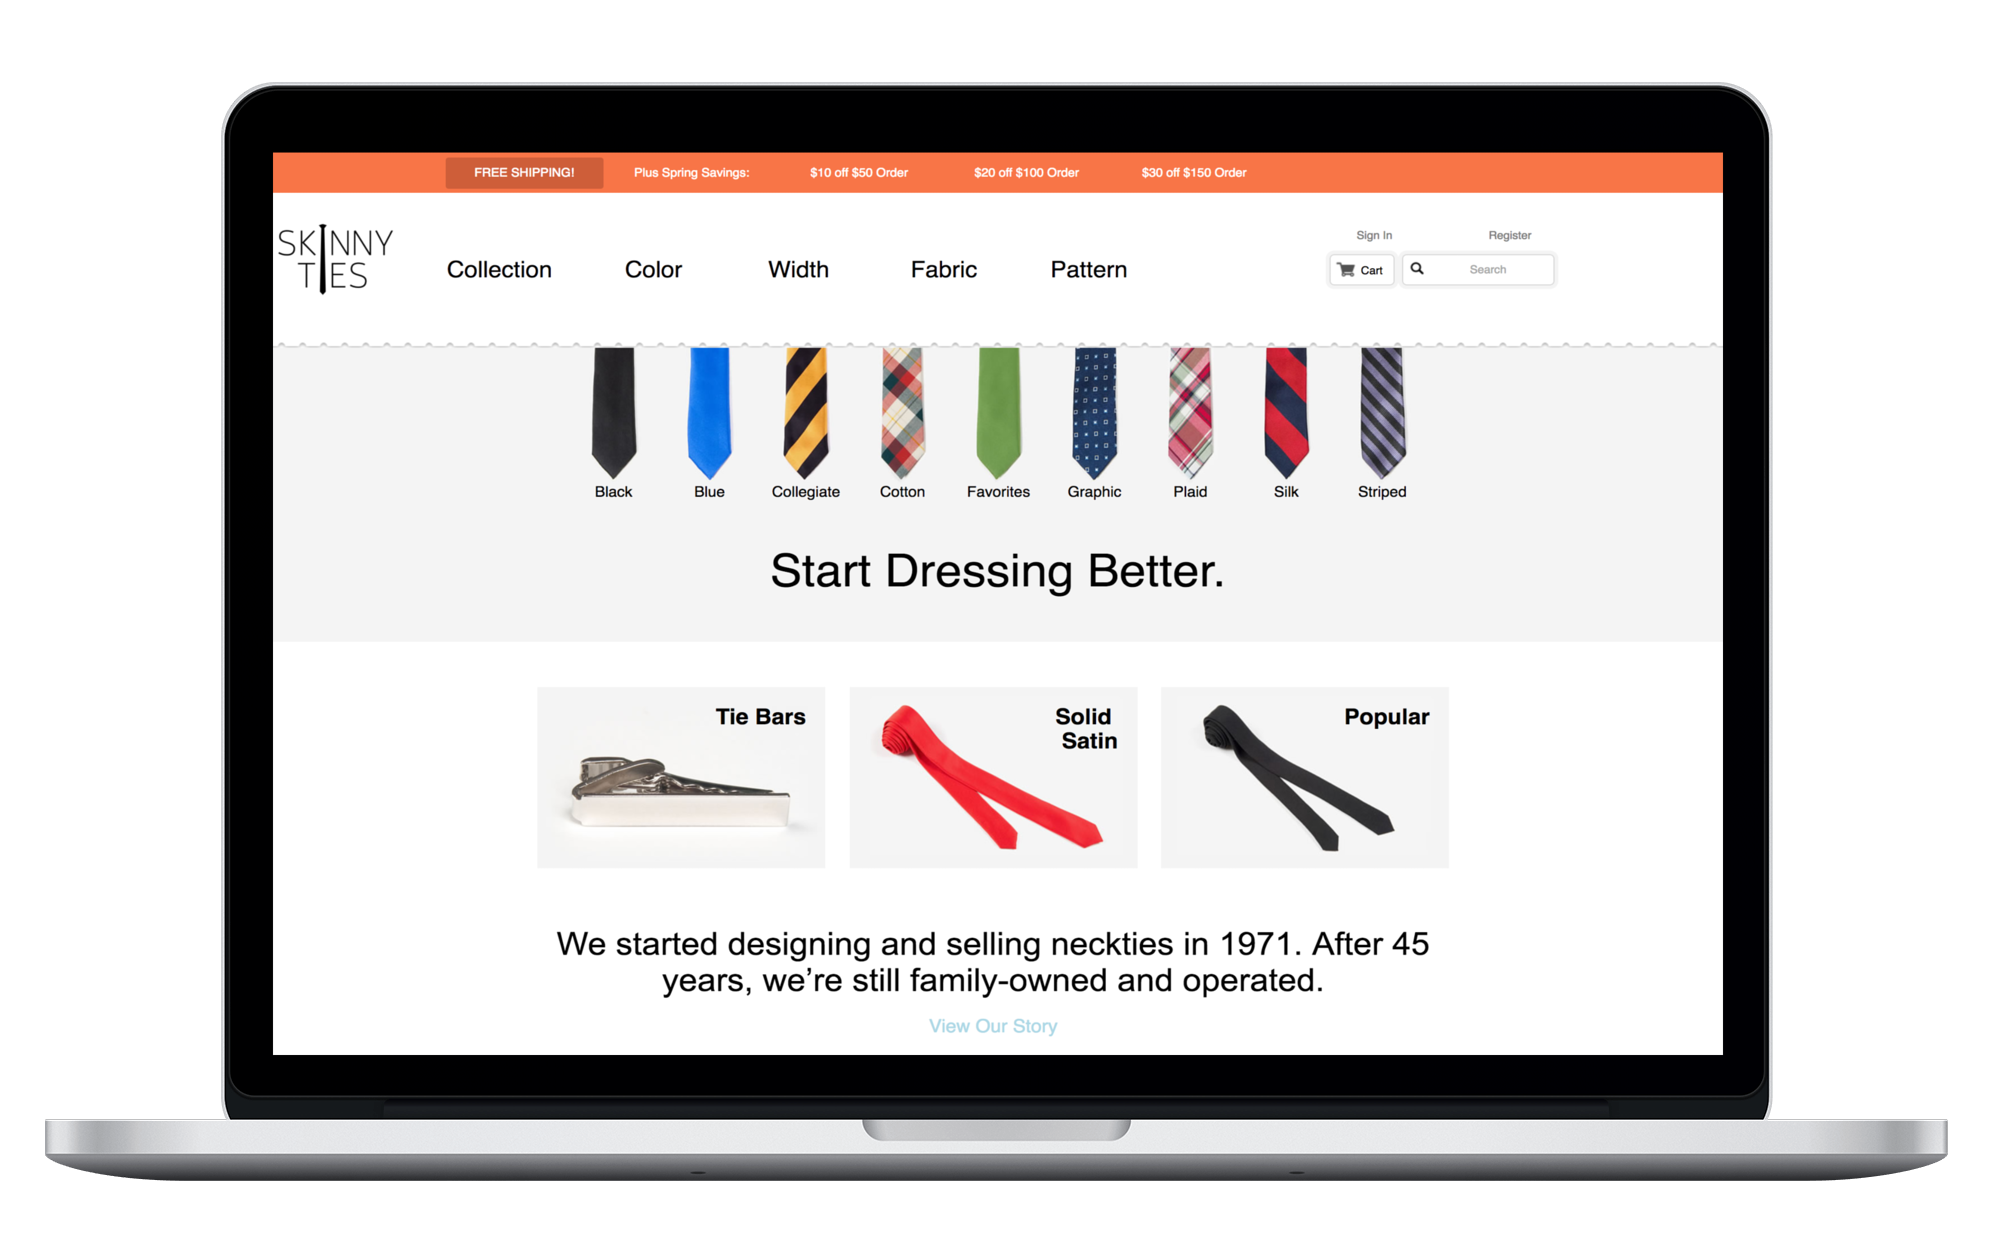 FREE SHIPPING! Plus Spring Savings: $10 off $50 Order $20 off $100 Order $30 off $150 Order
SKINNY
TIES
Sign In Register
Collection Color Width Fabric Pattern Cart Search
Black Blue Collegiate Cotton Favorites Graphic Plaid Silk Striped
Start Dressing Better.
Tie Bars
Solid
Satin
Popular
We started designing and selling neckties in 1971. After 45
years, we’re still family-owned and operated.
View Our Story